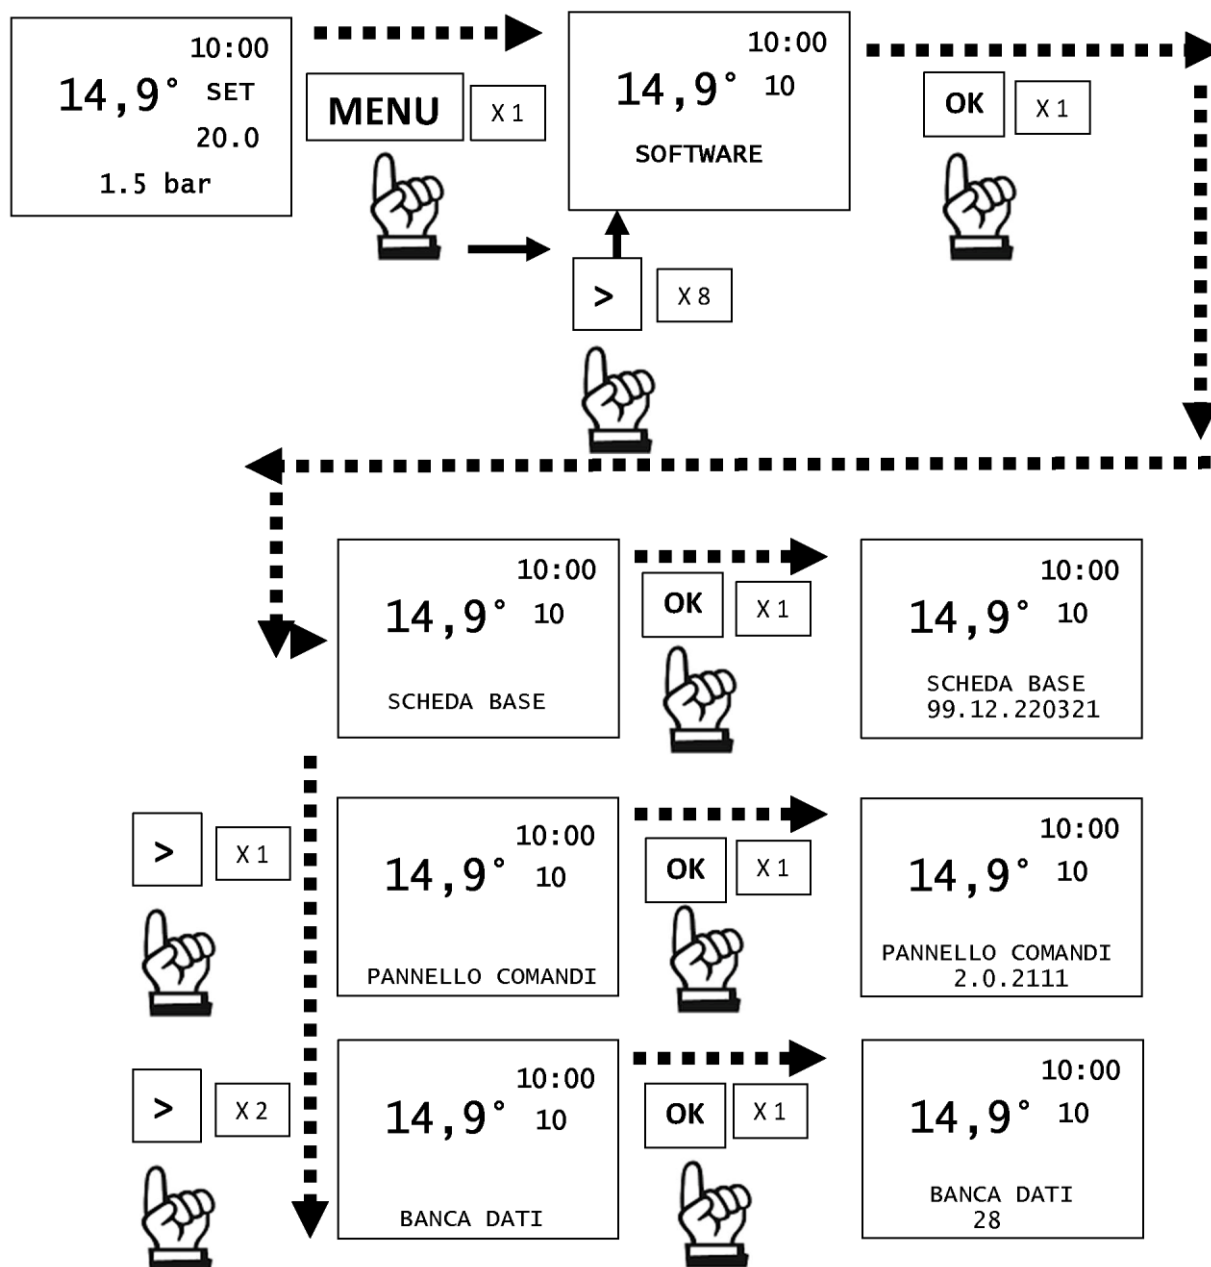 10:00
14,9° SET
20.0
1.5 bar
MENU X 1
10:00
14,9° 10
SOFTWARE
OK X 1
> X 8
10:00
14,9° 10
SCHEDA BASE
OK X 1
10:00
14,9° 10
SCHEDA BASE
99.12.220321
> X 1
10:00
14,9° 10
PANNELLO COMANDI
OK X 1
10:00
14,9° 10
PANNELLO COMANDI
2.0.2111
> X 2
10:00
14,9° 10
BANCA DATI
OK X 1
10:00
14,9° 10
BANCA DATI
28